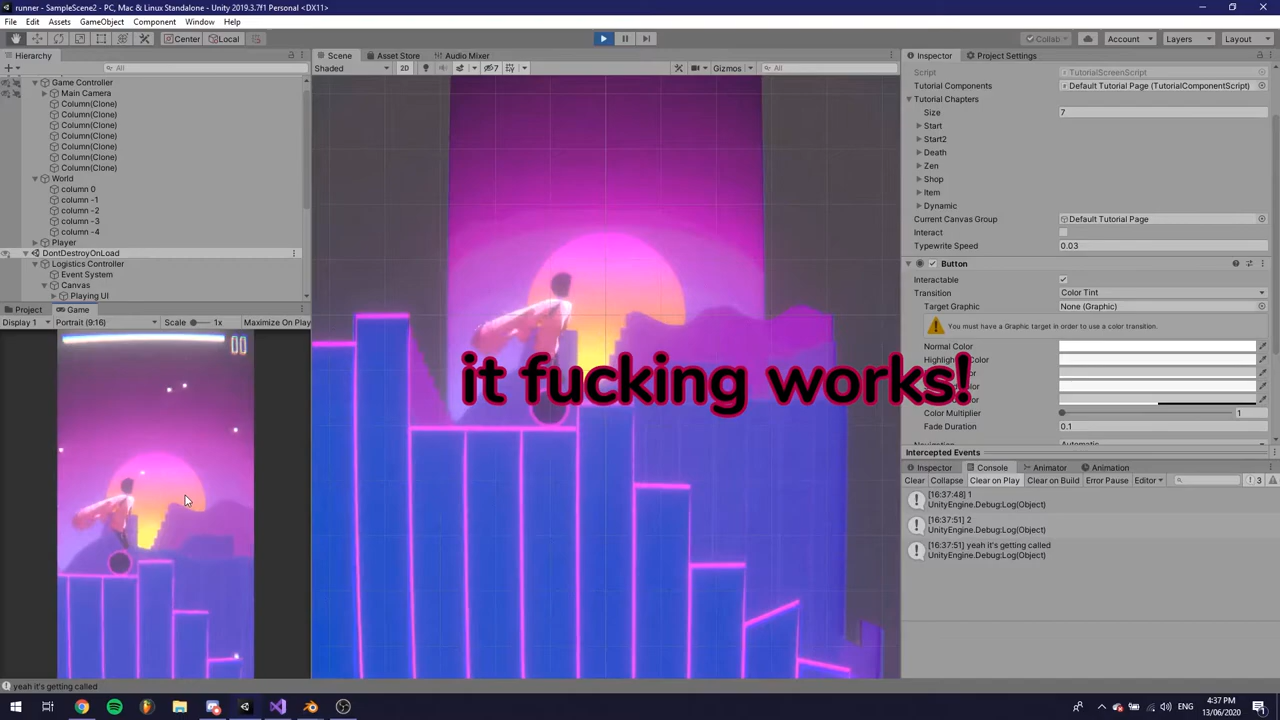 runner - SampleScene2 - PC, Mac & Linux Standalone - Unity 2019.3.7f1 Personal <DX11>
File Edit Assets GameObject Component Window Help
Center Local
Collab Account Layers Layout
Hierarchy
All
Game Controller
Main Camera
Column(Clone)
Column(Clone)
Column(Clone)
Column(Clone)
Column(Clone)
Column(Clone)
Column(Clone)
World
column 0
column -1
column -2
column -3
column -4
Player
DontDestroyOnLoad
Logistics Controller
Event System
Canvas
Playing UI
Project Game
Display 1 Portrait (9:16) Scale 1x Maximize On Play
Scene Asset Store Audio Mixer
Shaded 2D 7 Gizmos All
it fucking works!
Inspector Project Settings
Script TutorialScreenScript
Tutorial Components Default Tutorial Page (TutorialComponentScript)
Tutorial Chapters
Size 7
Start
Start2
Death
Zen
Shop
Item
Dynamic
Current Canvas Group Default Tutorial Page
Interact
Typewrite Speed 0.03
Button
Interactable
Transition Color Tint
Target Graphic None (Graphic)
You must have a Graphic target in order to use a color transition.
Normal Color
Color Multiplier 1
Fade Duration 0.1
Intercepted Events
Inspector Console Animator Animation
Clear Collapse Clear on Play Clear on Build Error Pause Editor 3
[16:37:48] 1
UnityEngine.Debug:Log(Object)
[16:37:51] 2
UnityEngine.Debug:Log(Object)
[16:37:51] yeah it's getting called
UnityEngine.Debug:Log(Object)
yeah it's getting called
ENG 4:37 PM
13/06/2020